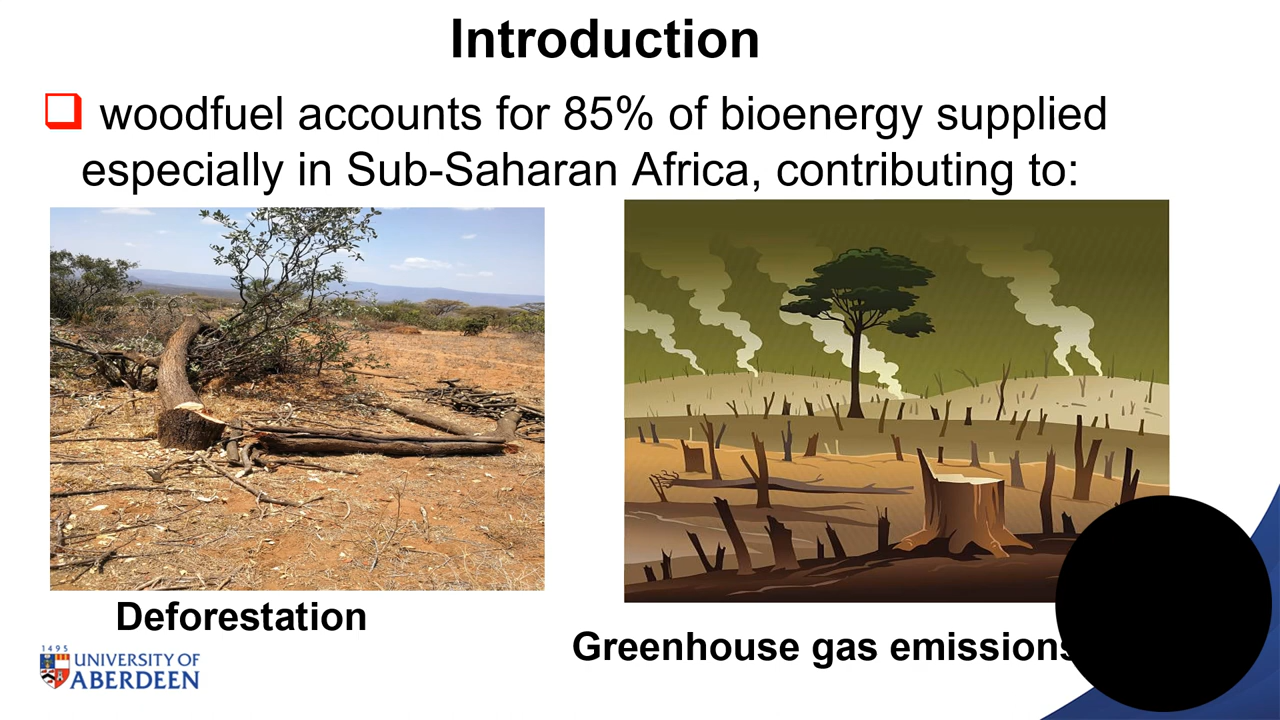 Introduction
woodfuel accounts for 85% of bioenergy supplied
especially in Sub-Saharan Africa, contributing to:
Deforestation
Greenhouse gas emissions
1495
UNIVERSITY OF
ABERDEEN